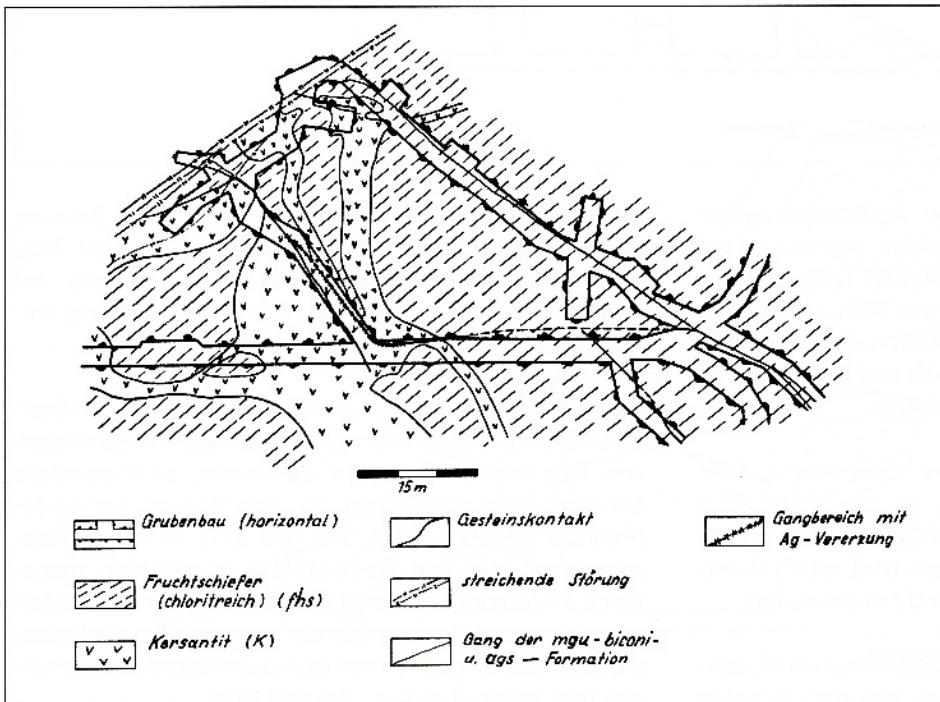 15m
Grubenbau (horizontal)
Fruchtschiefer
(chloritreich) (fhs)
Kersantit (K)
Gesteinskontakt
streichende Störung
Gang der mgu-biconi-
u. ags — Formation
Gangbereich mit
Ag-Vererzung